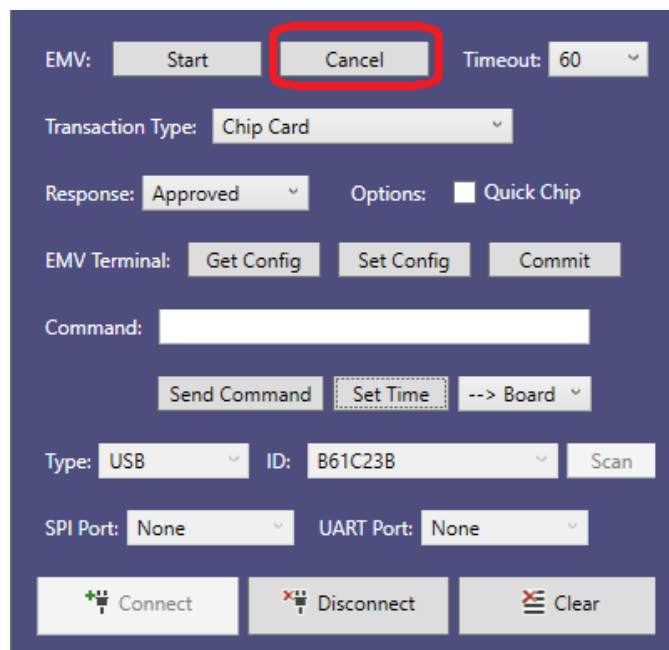 EMV: Start Cancel Timeout: 60
Transaction Type: Chip Card
Response: Approved Options: Quick Chip
EMV Terminal: Get Config Set Config Commit
Command:
Send Command Set Time --> Board
Type: USB ID: B61C23B Scan
SPI Port: None UART Port: None
Connect Disconnect Clear